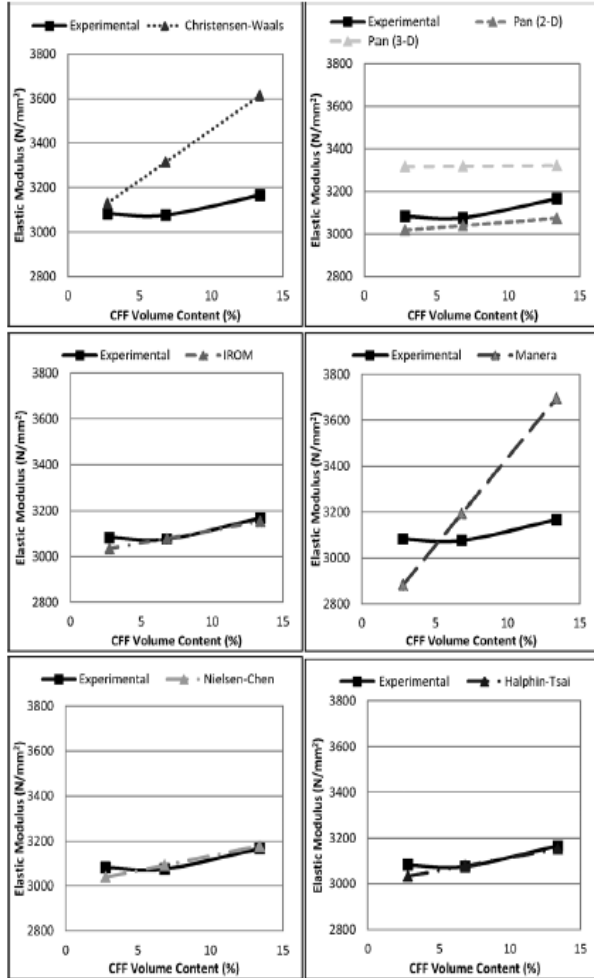 Experimental Christensen-Waals
Elastic Modulus (N/mm²)
3800
3600
3400
3200
3000
2800
0 5 10 15
CFF Volume Content (%)
Experimental Pan (2-D)
Pan (3-D)
Elastic Modulus (N/mm²)
3800
3600
3400
3200
3000
2800
0 5 10 15
CFF Volume Content (%)
Experimental IROM
Elastic Modulus (N/mm²)
3800
3600
3400
3200
3000
2800
0 5 10 15
CFF Volume Content (%)
Experimental Manera
Elastic Modulus (N/mm²)
3800
3600
3400
3200
3000
2800
0 5 10 15
CFF Volume Content (%)
Experimental Nielsen-Chen
Elastic Modulus (N/mm²)
3800
3600
3400
3200
3000
2800
0 5 10 15
CFF Volume Content (%)
Experimental Halphin-Tsai
Elastic Modulus (N/mm²)
3800
3600
3400
3200
3000
2800
0 5 10 15
CFF Volume Content (%)